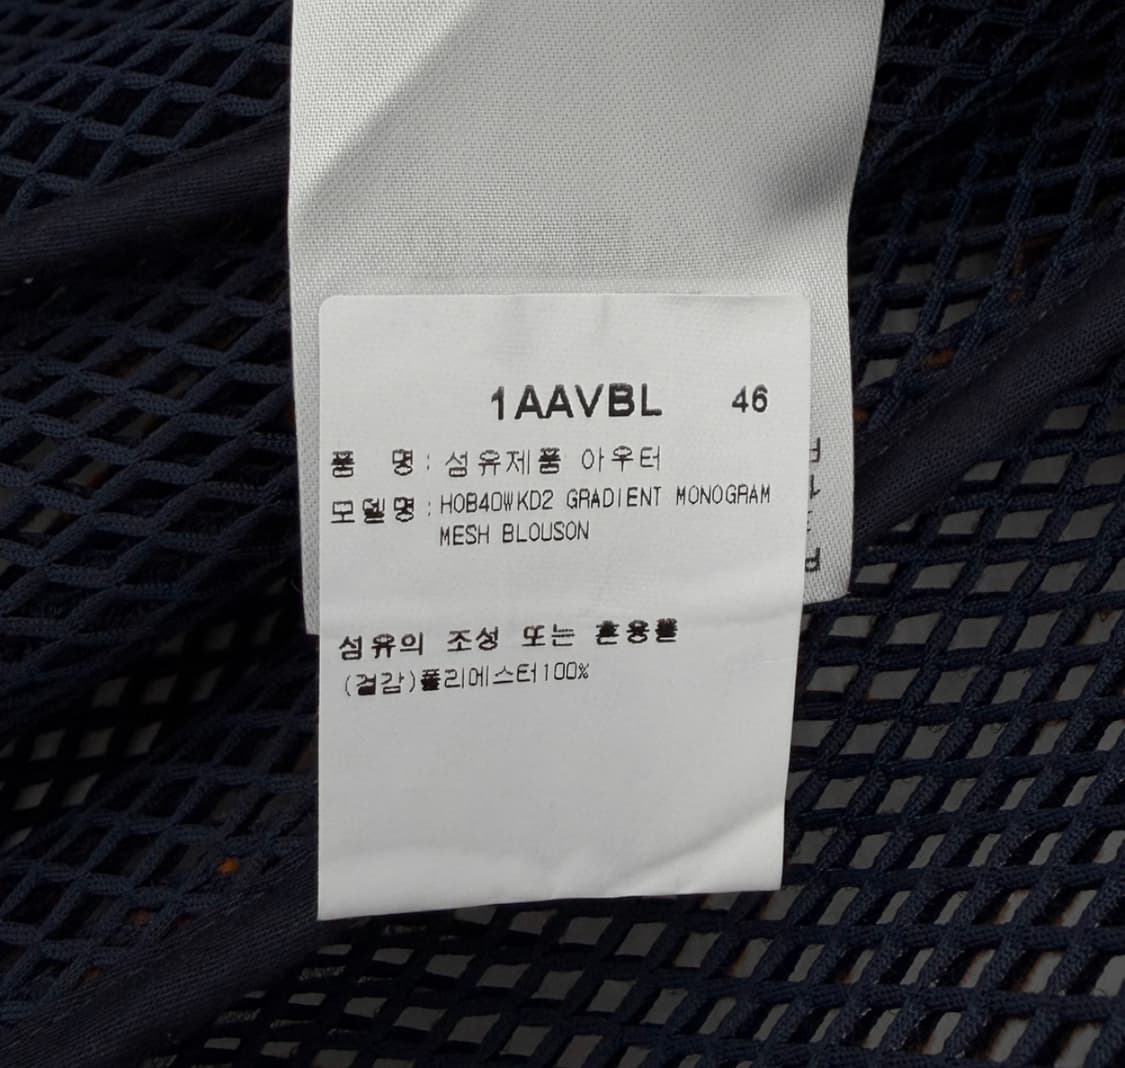 1AAVBL 46
품 명 : 섬유제품 아우터
모델명 : HOB40WKD2 GRADIENT MONOGRAM
MESH BLOUSON
섬유의 조성 또는 혼용률
(겉감)폴리에스터100%